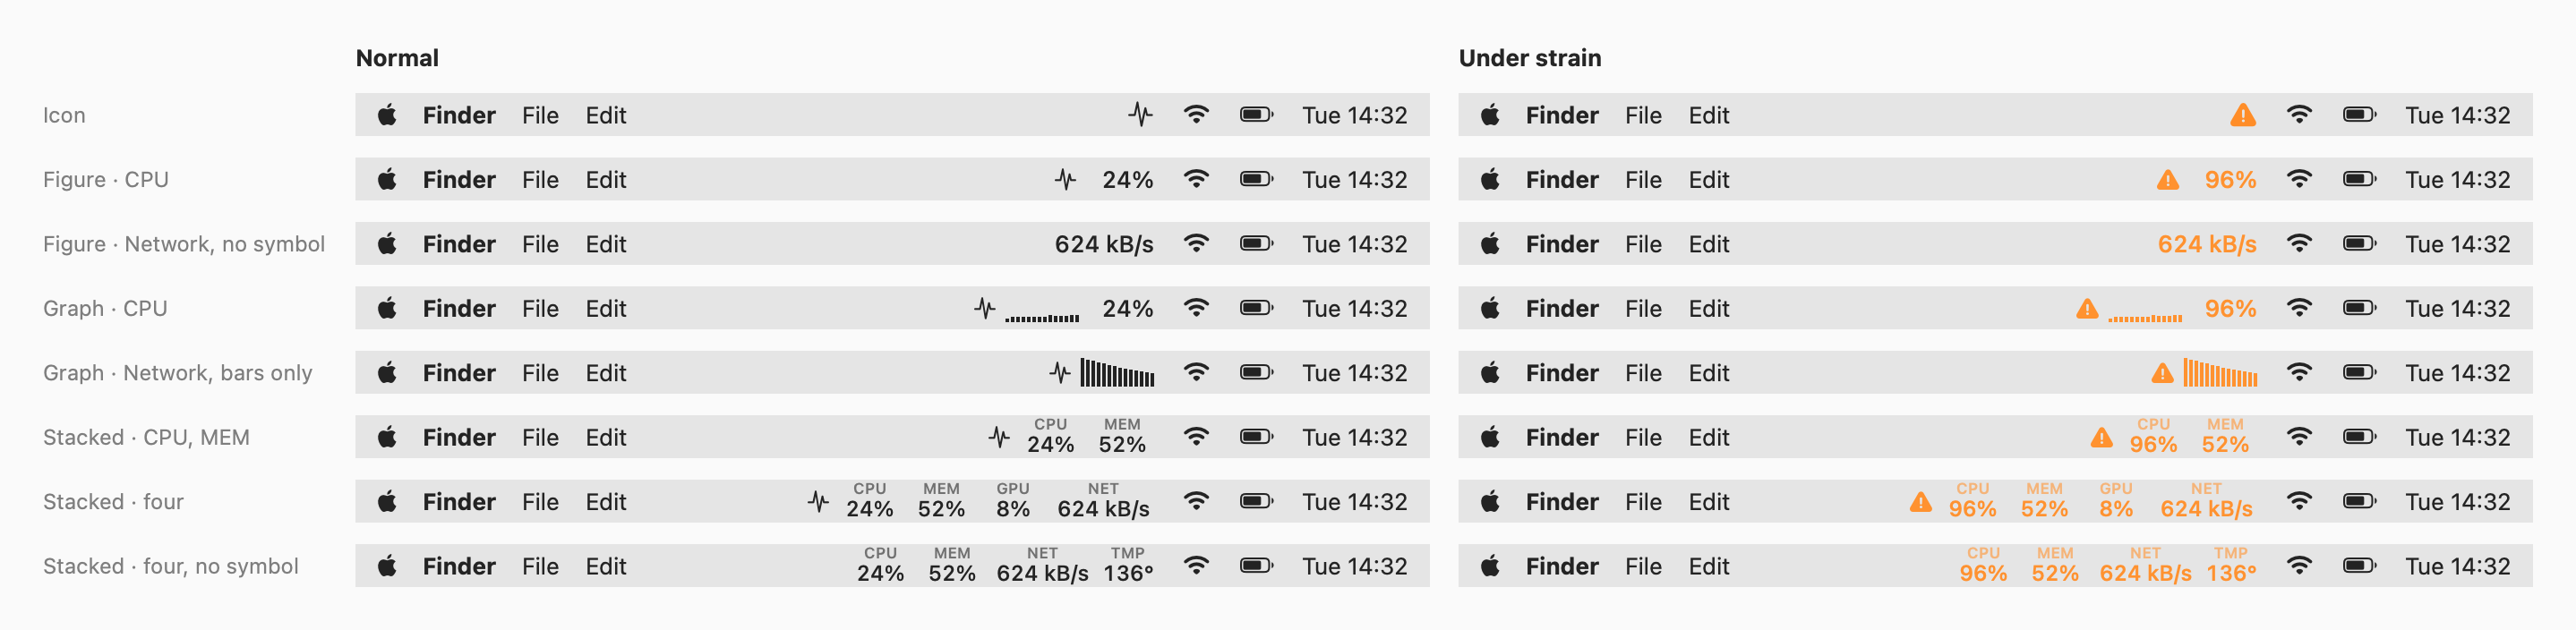 Normal Under strain
Icon Finder File Edit Tue 14:32 Finder File Edit Tue 14:32
Figure · CPU Finder File Edit 24% Tue 14:32 Finder File Edit 96% Tue 14:32
Figure · Network, no symbol Finder File Edit 624 kB/s Tue 14:32 Finder File Edit 624 kB/s Tue 14:32
Graph · CPU Finder File Edit 24% Tue 14:32 Finder File Edit 96% Tue 14:32
Graph · Network, bars only Finder File Edit Tue 14:32 Finder File Edit Tue 14:32
CPU MEM CPU MEM
Stacked · CPU, MEM Finder File Edit 24% 52% Tue 14:32 Finder File Edit 96% 52% Tue 14:32
CPU MEM GPU NET CPU MEM GPU NET
Stacked · four Finder File Edit 24% 52% 8% 624 kB/s Tue 14:32 Finder File Edit 96% 52% 8% 624 kB/s Tue 14:32
CPU MEM NET TMP CPU MEM NET TMP
Stacked · four, no symbol Finder File Edit 24% 52% 624 kB/s 136° Tue 14:32 Finder File Edit 96% 52% 624 kB/s 136° Tue 14:32